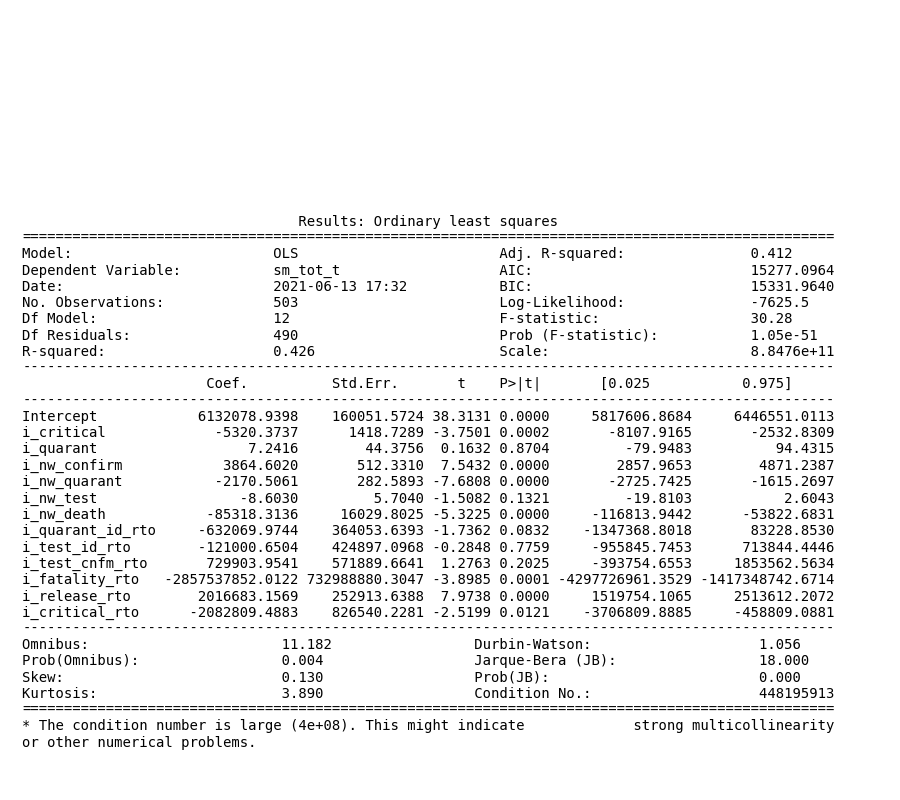 Results: Ordinary least squares
=================================================================================================
Model: OLS Adj. R-squared: 0.412
Dependent Variable: sm_tot_t AIC: 15277.0964
Date: 2021-06-13 17:32 BIC: 15331.9640
No. Observations: 503 Log-Likelihood: -7625.5
Df Model: 12 F-statistic: 30.28
Df Residuals: 490 Prob (F-statistic): 1.05e-51
R-squared: 0.426 Scale: 8.8476e+11
-------------------------------------------------------------------------------------------------
Coef. Std.Err. t P>|t| [0.025 0.975]
-------------------------------------------------------------------------------------------------
Intercept 6132078.9398 160051.5724 38.3131 0.0000 5817606.8684 6446551.0113
i_critical -5320.3737 1418.7289 -3.7501 0.0002 -8107.9165 -2532.8309
i_quarant 7.2416 44.3756 0.1632 0.8704 -79.9483 94.4315
i_nw_confirm 3864.6020 512.3310 7.5432 0.0000 2857.9653 4871.2387
i_nw_quarant -2170.5061 282.5893 -7.6808 0.0000 -2725.7425 -1615.2697
i_nw_test -8.6030 5.7040 -1.5082 0.1321 -19.8103 2.6043
i_nw_death -85318.3136 16029.8025 -5.3225 0.0000 -116813.9442 -53822.6831
i_quarant_id_rto -632069.9744 364053.6393 -1.7362 0.0832 -1347368.8018 83228.8530
i_test_id_rto -121000.6504 424897.0968 -0.2848 0.7759 -955845.7453 713844.4446
i_test_cnfm_rto 729903.9541 571889.6641 1.2763 0.2025 -393754.6553 1853562.5634
i_fatality_rto -2857537852.0122 732988880.3047 -3.8985 0.0001 -4297726961.3529 -1417348742.6714
i_release_rto 2016683.1569 252913.6388 7.9738 0.0000 1519754.1065 2513612.2072
i_critical_rto -2082809.4883 826540.2281 -2.5199 0.0121 -3706809.8885 -458809.0881
-------------------------------------------------------------------------------------------------
Omnibus: 11.182 Durbin-Watson: 1.056
Prob(Omnibus): 0.004 Jarque-Bera (JB): 18.000
Skew: 0.130 Prob(JB): 0.000
Kurtosis: 3.890 Condition No.: 448195913
=================================================================================================
* The condition number is large (4e+08). This might indicate strong multicollinearity
or other numerical problems.